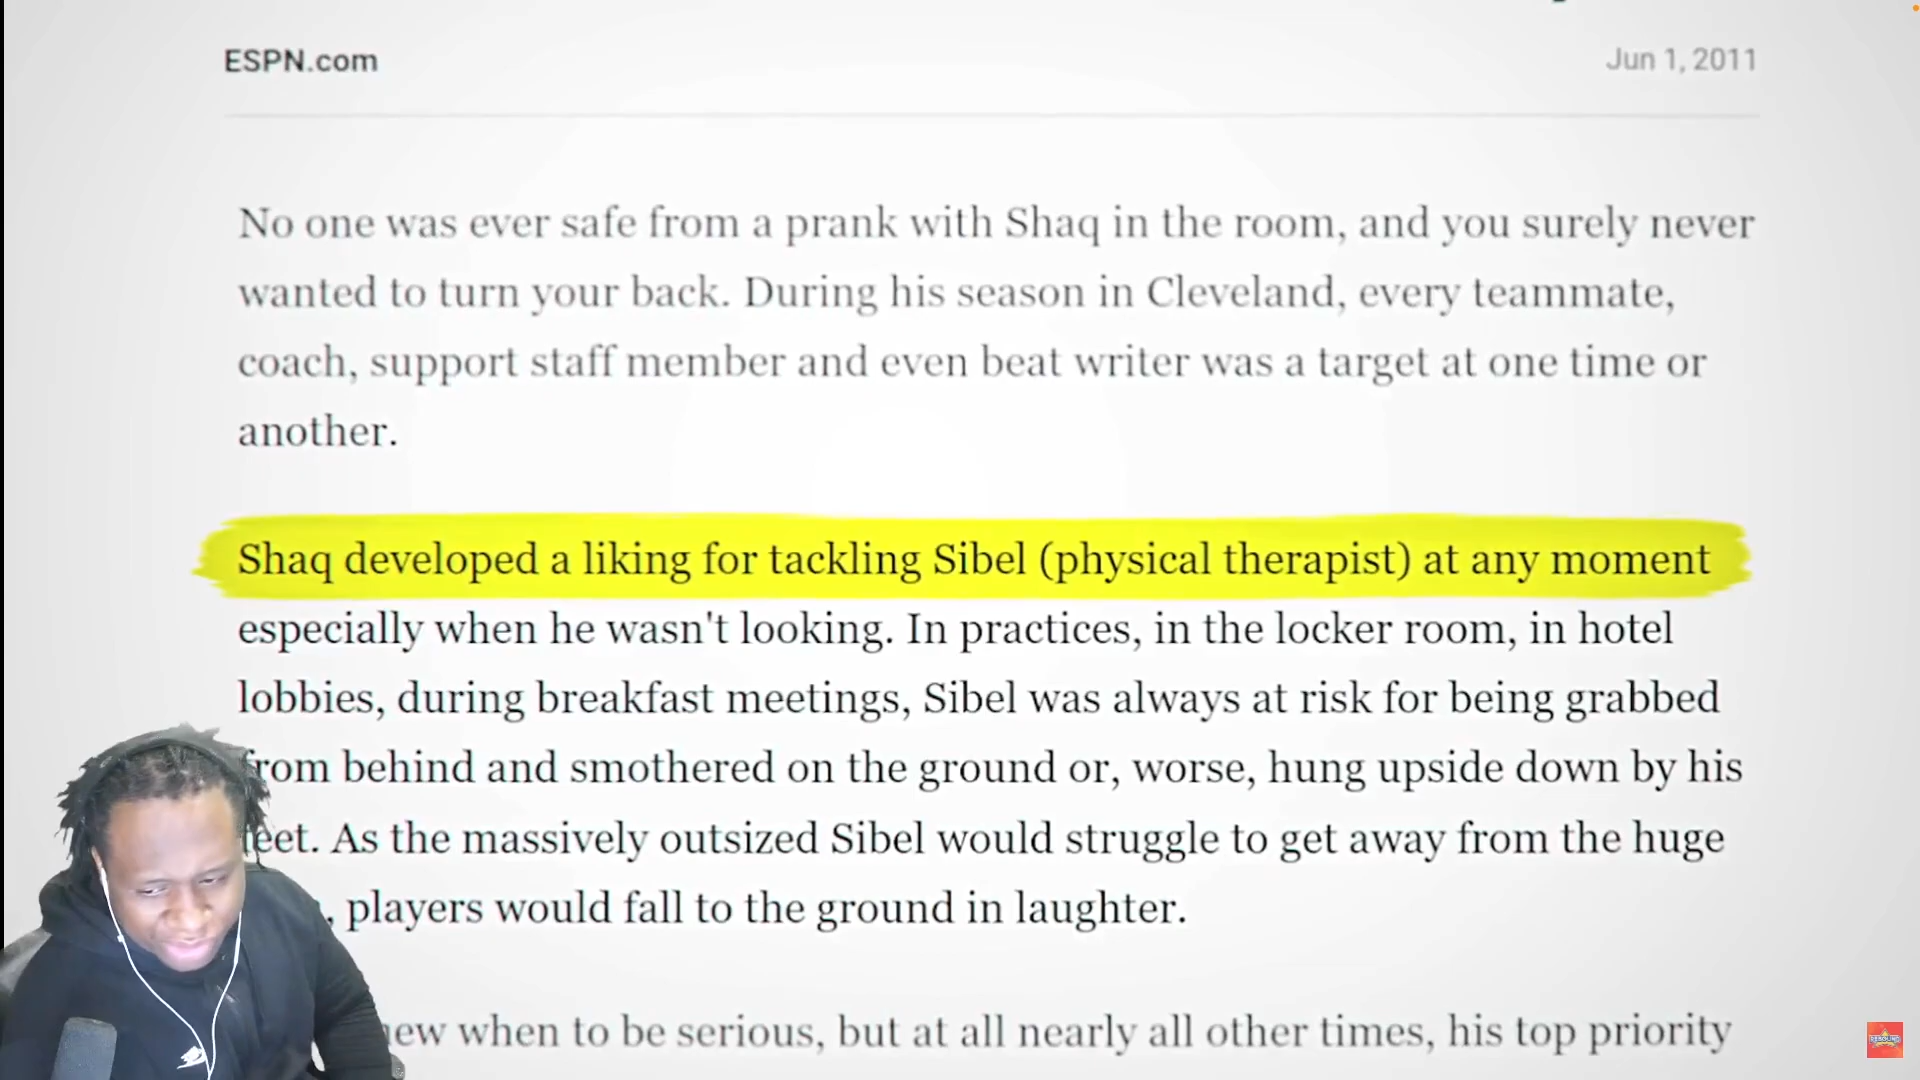 ESPN.com
Jun 1, 2011
No one was ever safe from a prank with Shaq in the room, and you surely never
wanted to turn your back. During his season in Cleveland, every teammate,
coach, support staff member and even beat writer was a target at one time or
another.
Shaq developed a liking for tackling Sibel (physical therapist) at any moment
especially when he wasn't looking. In practices, in the locker room, in hotel
lobbies, during breakfast meetings, Sibel was always at risk for being grabbed
from behind and smothered on the ground or, worse, hung upside down by his
feet. As the massively outsized Sibel would struggle to get away from the huge
, players would fall to the ground in laughter.
when to be serious, but at all nearly all other times, his top priority